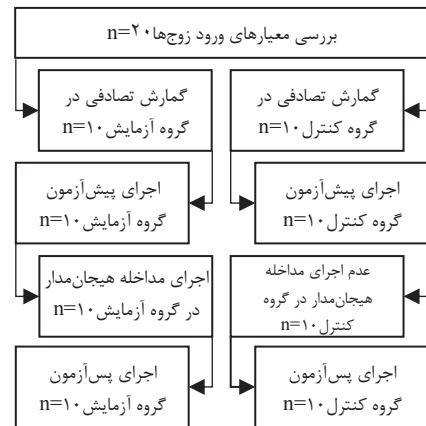 بررسی معیارهای ورود زوج‌ها n=۲۰
گمارش تصادفی در
گروه کنترل n=۱۰
گمارش تصادفی در
گروه آزمایش n=۱۰
اجرای پیش‌آزمون
گروه کنترل n=۱۰
اجرای پیش‌آزمون
گروه آزمایش n=۱۰
عدم اجرای مداخله
هیجان‌مدار در گروه
کنترل n=۱۰
اجرای مداخله هیجان‌مدار
در گروه آزمایش n=۱۰
اجرای پس‌آزمون
گروه کنترل n=۱۰
اجرای پس‌آزمون
گروه آزمایش n=۱۰